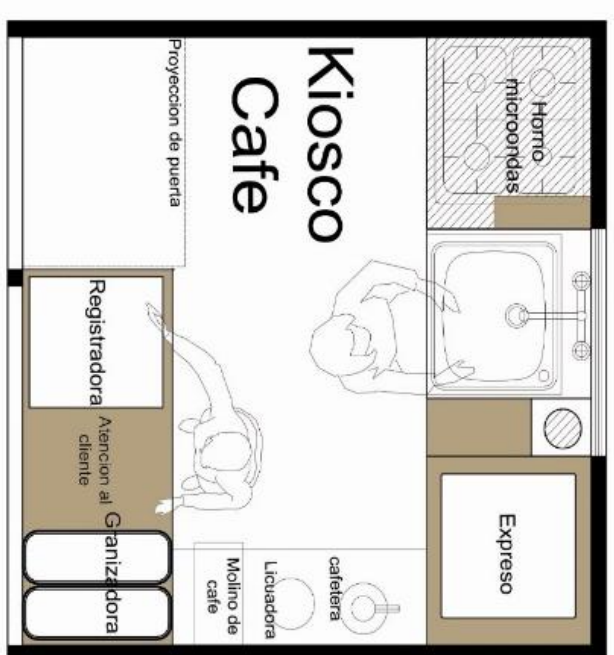 Kiosco
Cafe
Proyeccion de puerta
Horno
microondas
Registradora
Atencion al
cliente
Granizadora
Expreso
cafetera
Licuadora
Molino de
cafe